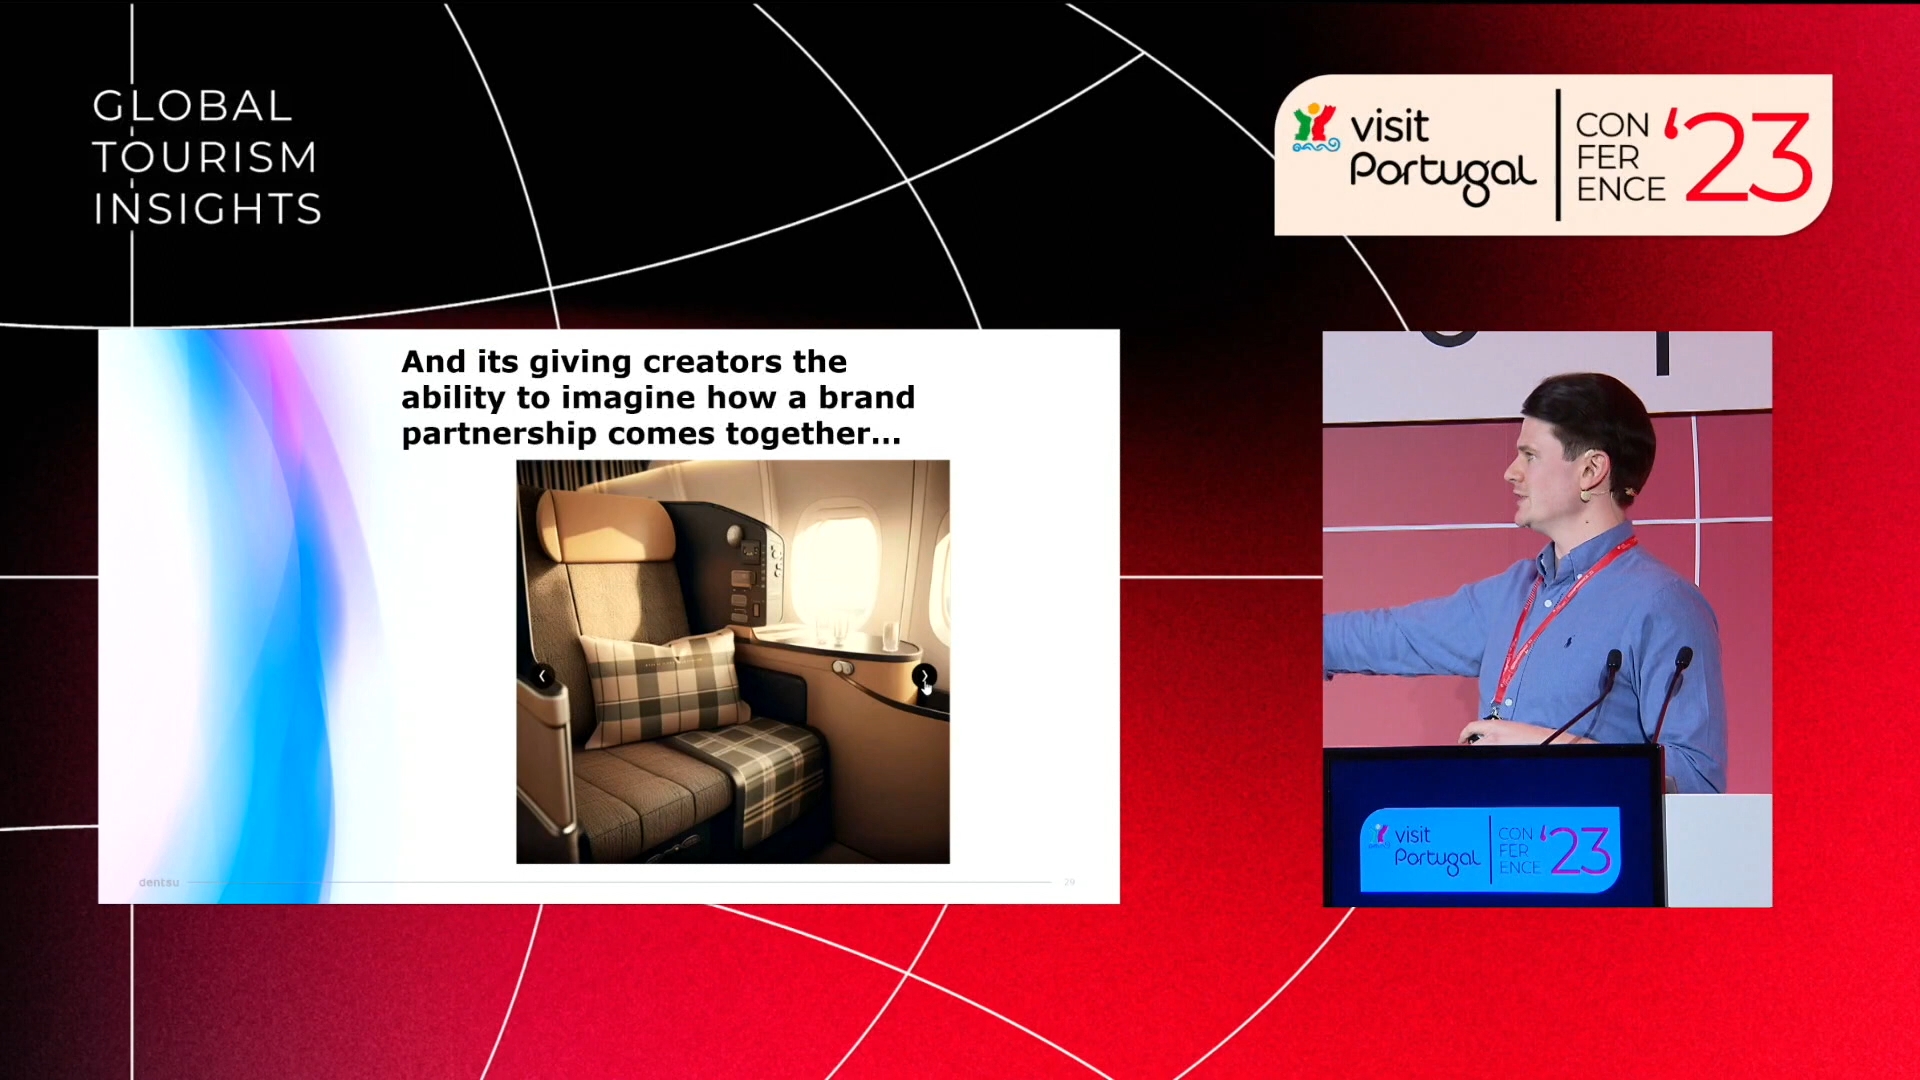 GLOBAL
TOURISM
INSIGHTS
visit
Portugal
CON
FER
ENCE
‘23
And its giving creators the
ability to imagine how a brand
partnership comes together...
dentsu
29
visit
Portugal
CON
FER
ENCE
‘23